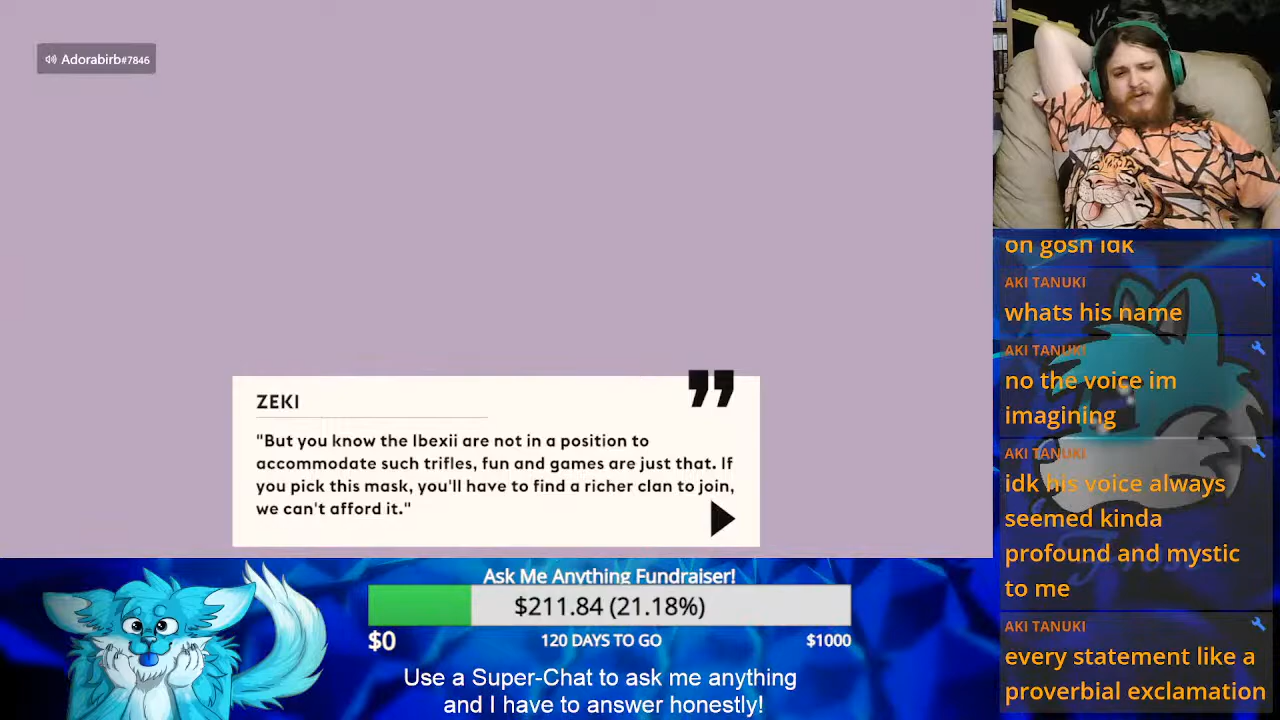 Adorabirb#7846
ZEKI
"But you know the Ibexii are not in a position to
accommodate such trifles, fun and games are just that. If
you pick this mask, you'll have to find a richer clan to join,
we can't afford it."
on gosh idk
AKI TANUKI
whats his name
AKI TANUKI
no the voice im
imagining
AKI TANUKI
idk his voice always
seemed kinda
profound and mystic
to me
AKI TANUKI
every statement like a
proverbial exclamation
Ask Me Anything Fundraiser!
$211.84 (21.18%)
$0
120 DAYS TO GO
$1000
Use a Super-Chat to ask me anything
and I have to answer honestly!